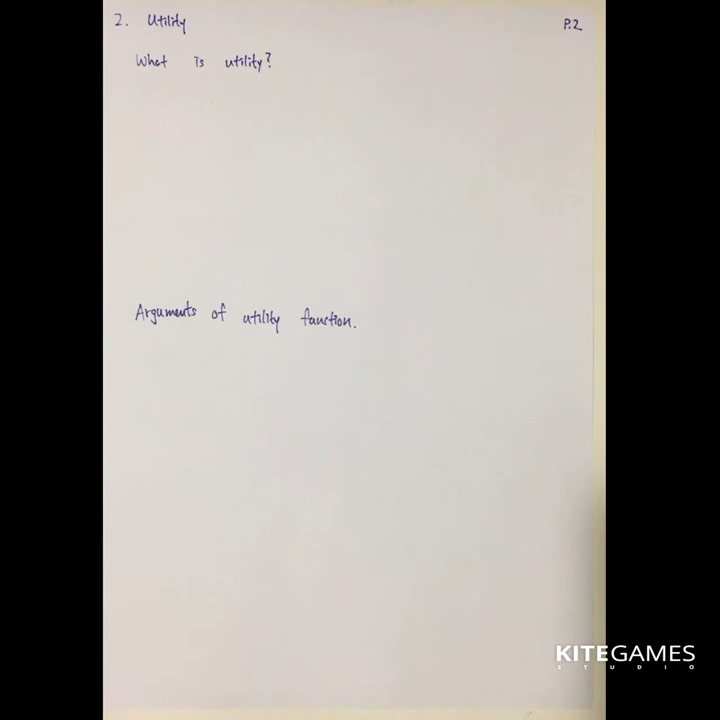 2. Utility P.2
What is utility?
Arguments of utility function.
KITEGAMES
STUDIO